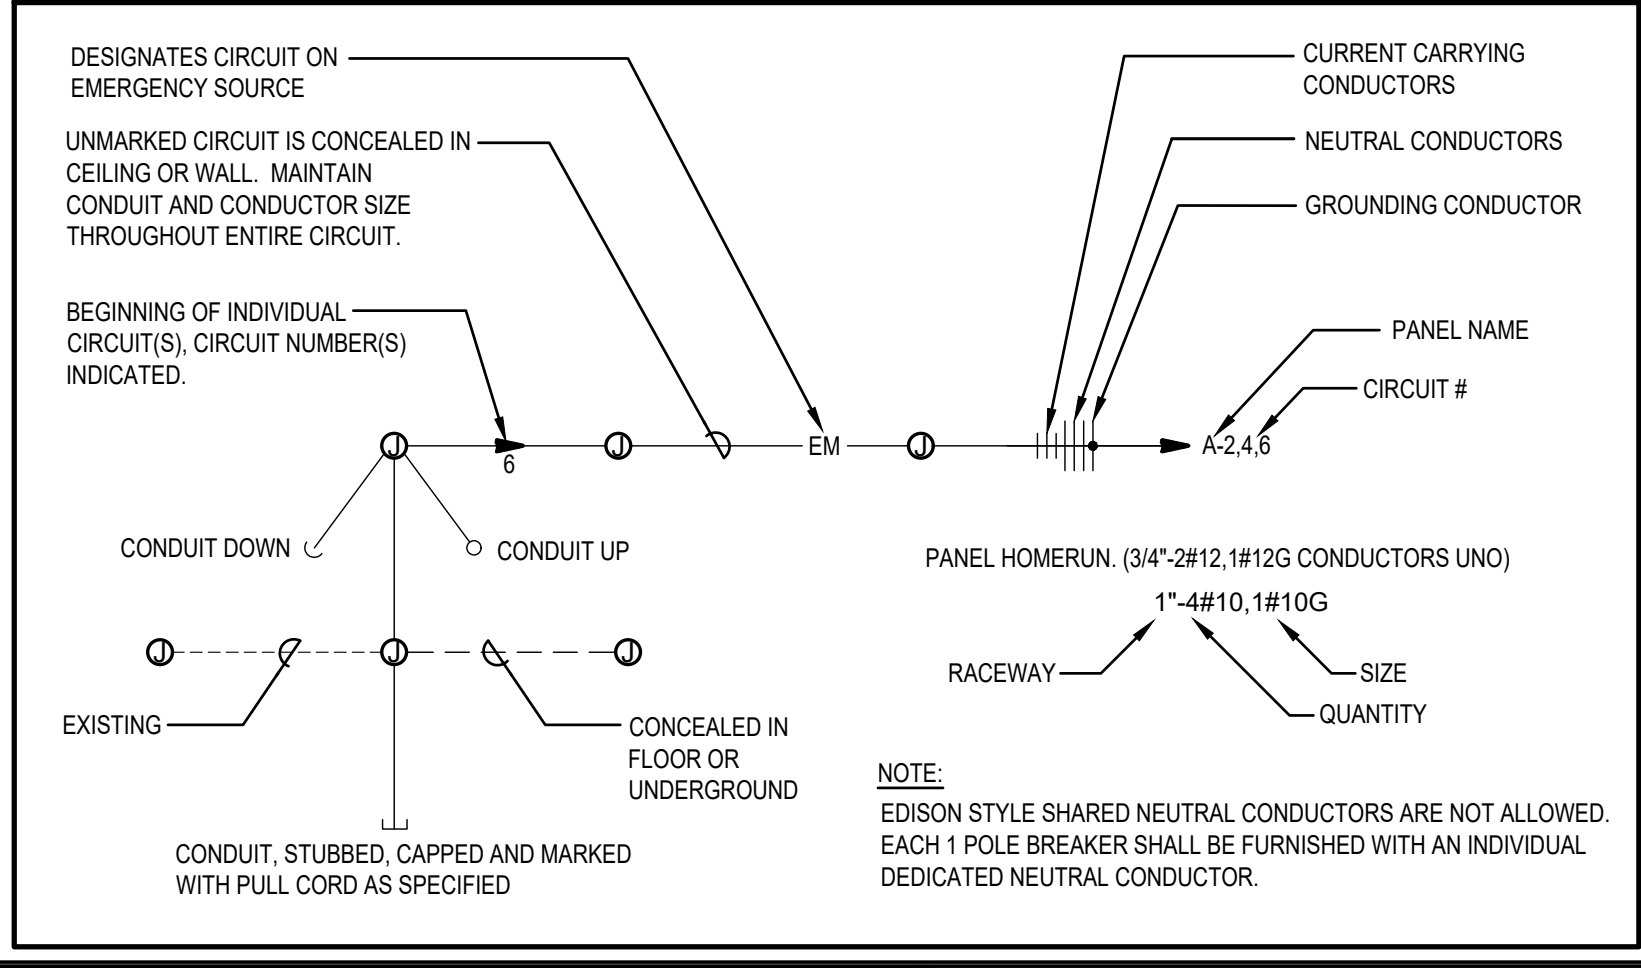 DESIGNATES CIRCUIT ON
EMERGENCY SOURCE
UNMARKED CIRCUIT IS CONCEALED IN
CEILING OR WALL. MAINTAIN
CONDUIT AND CONDUCTOR SIZE
THROUGHOUT ENTIRE CIRCUIT.
BEGINNING OF INDIVIDUAL
CIRCUIT(S), CIRCUIT NUMBER(S)
INDICATED.
CURRENT CARRYING
CONDUCTORS
NEUTRAL CONDUCTORS
GROUNDING CONDUCTOR
PANEL NAME
CIRCUIT #
J
6
J
EM
J
A-2,4,6
CONDUIT DOWN
CONDUIT UP
PANEL HOMERUN. (3/4"-2#12,1#12G CONDUCTORS UNO)
1"-4#10,1#10G
RACEWAY
SIZE
QUANTITY
J
J
J
EXISTING
CONCEALED IN
FLOOR OR
UNDERGROUND
CONDUIT, STUBBED, CAPPED AND MARKED
WITH PULL CORD AS SPECIFIED
NOTE:
EDISON STYLE SHARED NEUTRAL CONDUCTORS ARE NOT ALLOWED.
EACH 1 POLE BREAKER SHALL BE FURNISHED WITH AN INDIVIDUAL
DEDICATED NEUTRAL CONDUCTOR.